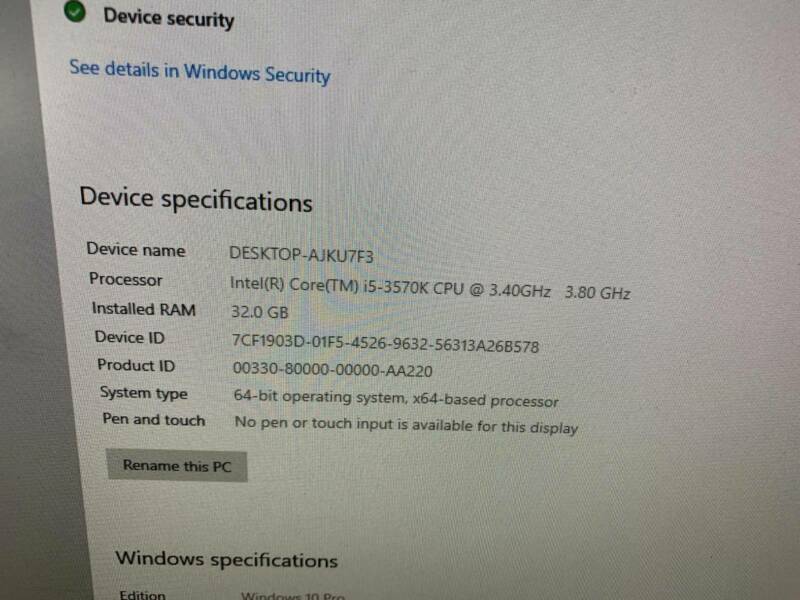 Device security
See details in Windows Security
Device specifications
Device name DESKTOP-AJKU7F3
Processor Intel(R) Core(TM) i5-3570K CPU @ 3.40GHz 3.80 GHz
Installed RAM 32.0 GB
Device ID 7CF1903D-01F5-4526-9632-56313A26B578
Product ID 00330-80000-00000-AA220
System type 64-bit operating system, x64-based processor
Pen and touch No pen or touch input is available for this display
Rename this PC
Windows specifications
Edition Windows 10 Pro